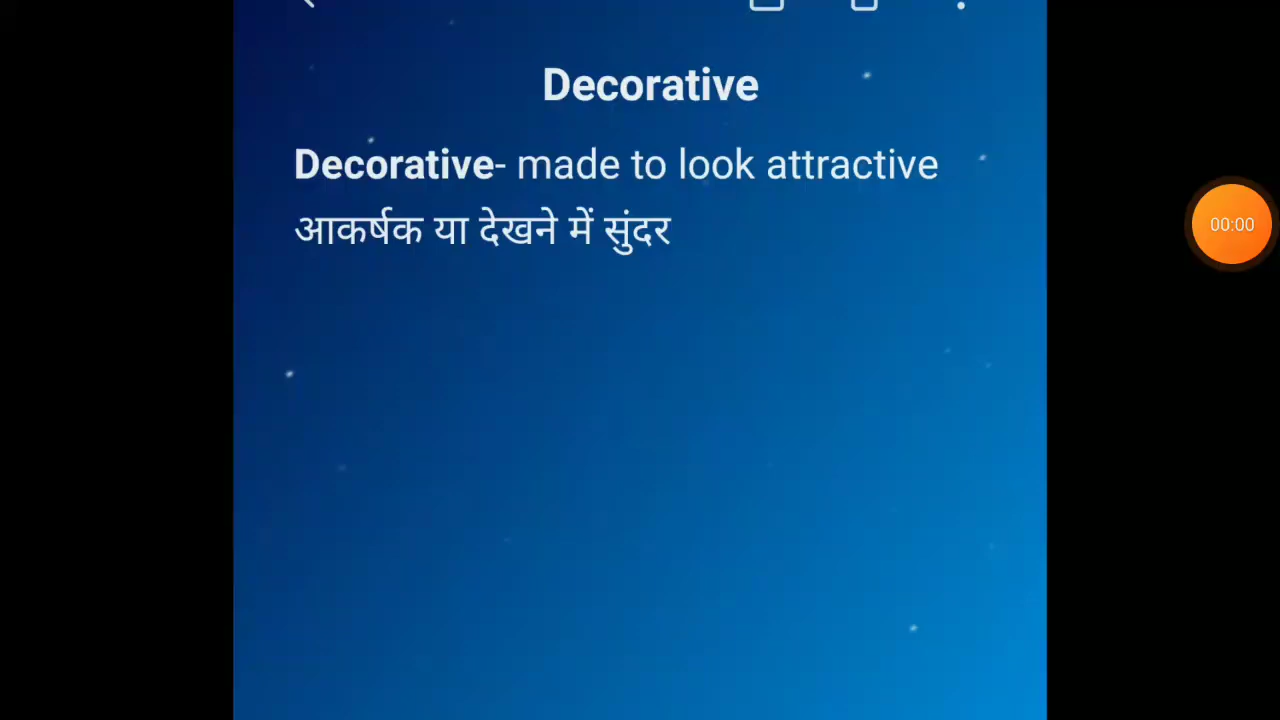 Decorative
Decorative- made to look attractive
आकर्षक या देखने में सुंदर
00:00